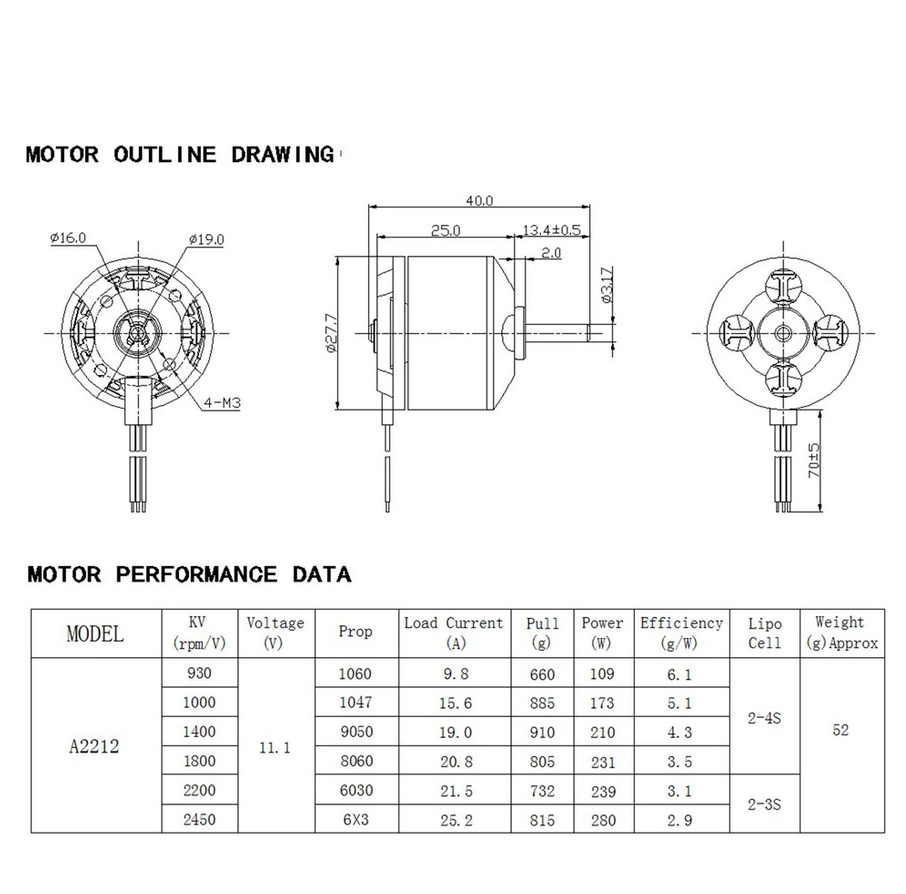 MOTOR OUTLINE DRAWING
40.0
25.0
13.4±0.5
2.0
ø16.0
ø19.0
ø27.7
ø3.17
4-M3
70±5
MOTOR PERFORMANCE DATA
MODEL KV (rpm/V) Voltage (V) Prop Load Current (A) Pull (g) Power (W) Efficiency (g/W) Lipo Cell Weight (g)Approx
A2212 11.1 52
930 1060 9.8 660 109 6.1
1000 1047 15.6 885 173 5.1
2-4S
1400 9050 19.0 910 210 4.3
1800 8060 20.8 805 231 3.5
2200 6030 21.5 732 239 3.1
2-3S
2450 6X3 25.2 815 280 2.9